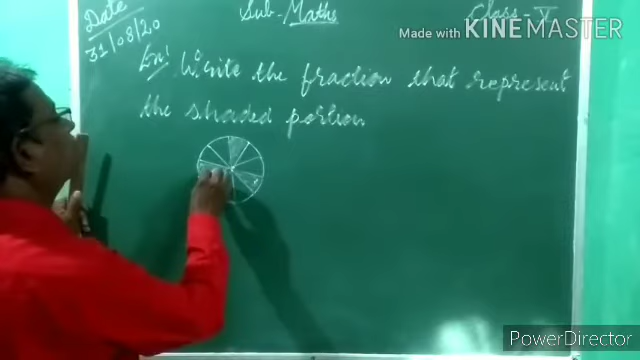 Date
31/08/20
Sub- Maths
Class - V
Made with KINEMASTER
Write the fraction that represent
the shaded portion
PowerDirector